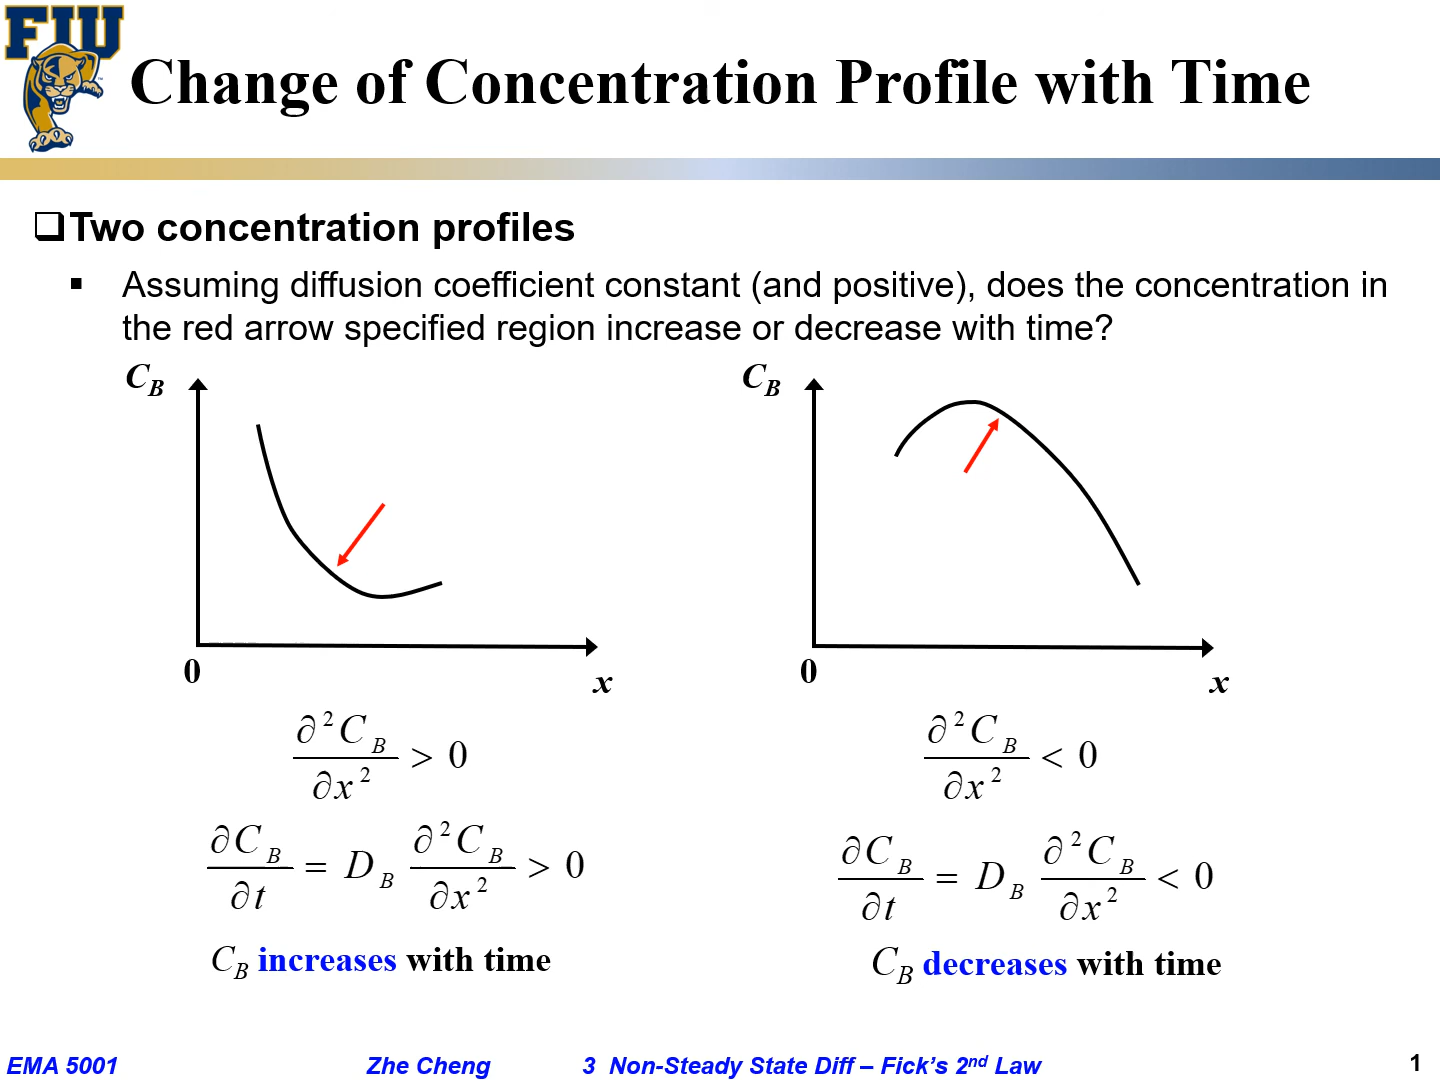 FIU
Change of Concentration Profile with Time
❑Two concentration profiles
▪ Assuming diffusion coefficient constant (and positive), does the concentration in
the red arrow specified region increase or decrease with time?
C_B
0
x
C_B
0
x
∂²C_B / ∂x² > 0
∂C_B / ∂t = D_B ∂²C_B / ∂x² > 0
C_B increases with time
∂²C_B / ∂x² < 0
∂C_B / ∂t = D_B ∂²C_B / ∂x² < 0
C_B decreases with time
EMA 5001 Zhe Cheng 3 Non-Steady State Diff – Fick’s 2nd Law 1